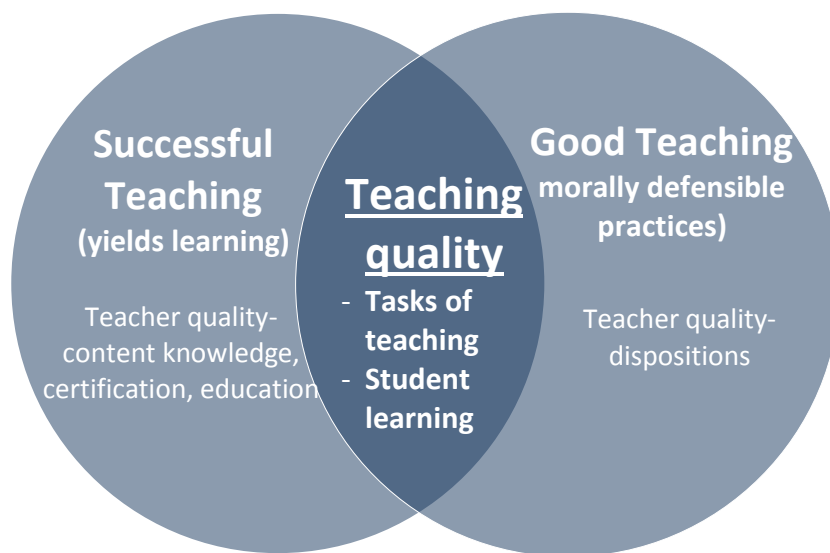 Successful
Teaching
(yields learning)
Teacher quality-
content knowledge,
certification, education
Teaching
quality
- Tasks of
teaching
- Student
learning
Good Teaching
morally defensible
practices)
Teacher quality-
dispositions